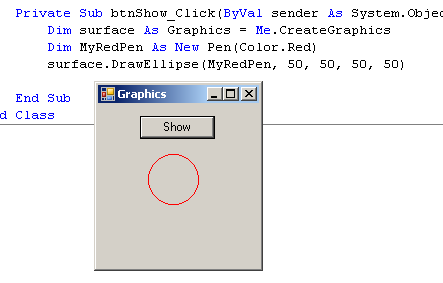 Private Sub btnShow_Click(ByVal sender As System.Objec
Dim surface As Graphics = Me.CreateGraphics
Dim MyRedPen As New Pen(Color.Red)
surface.DrawEllipse(MyRedPen, 50, 50, 50, 50)
End Sub
d Class
Graphics
Show